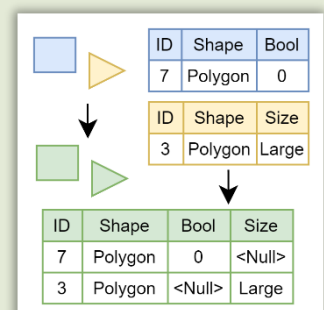 ID Shape Bool
7 Polygon 0
ID Shape Size
3 Polygon Large
ID Shape Bool Size
7 Polygon 0 <Null>
3 Polygon <Null> Large